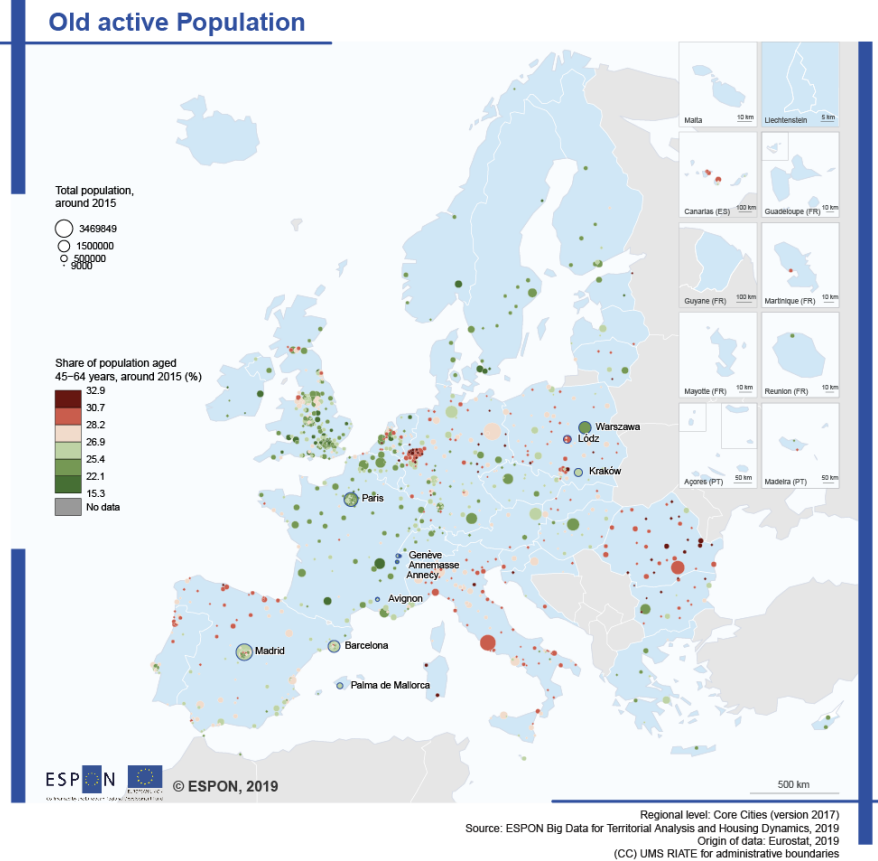 Old active Population
Total population,
around 2015
3469849
1500000
500000
9000
Share of population aged
45−64 years, around 2015 (%)
32.9
30.7
28.2
26.9
25.4
22.1
15.3
No data
Malta
10 km
Liechtenstein
5 km
Canarias (ES)
100 km
Guadeloupe (FR)
10 km
Guyane (FR)
100 km
Martinique (FR)
10 km
Mayotte (FR)
10 km
Reunion (FR)
10 km
Açores (PT)
50 km
Madeira (PT)
50 km
Warszawa
Lódz
Kraków
Paris
Genève
Annemasse
Annecy
Avignon
Madrid
Barcelona
Palma de Mallorca
ESPON
© ESPON, 2019
500 km
Regional level: Core Cities (version 2017)
Source: ESPON Big Data for Territorial Analysis and Housing Dynamics, 2019
Origin of data: Eurostat, 2019
(CC) UMS RIATE for administrative boundaries